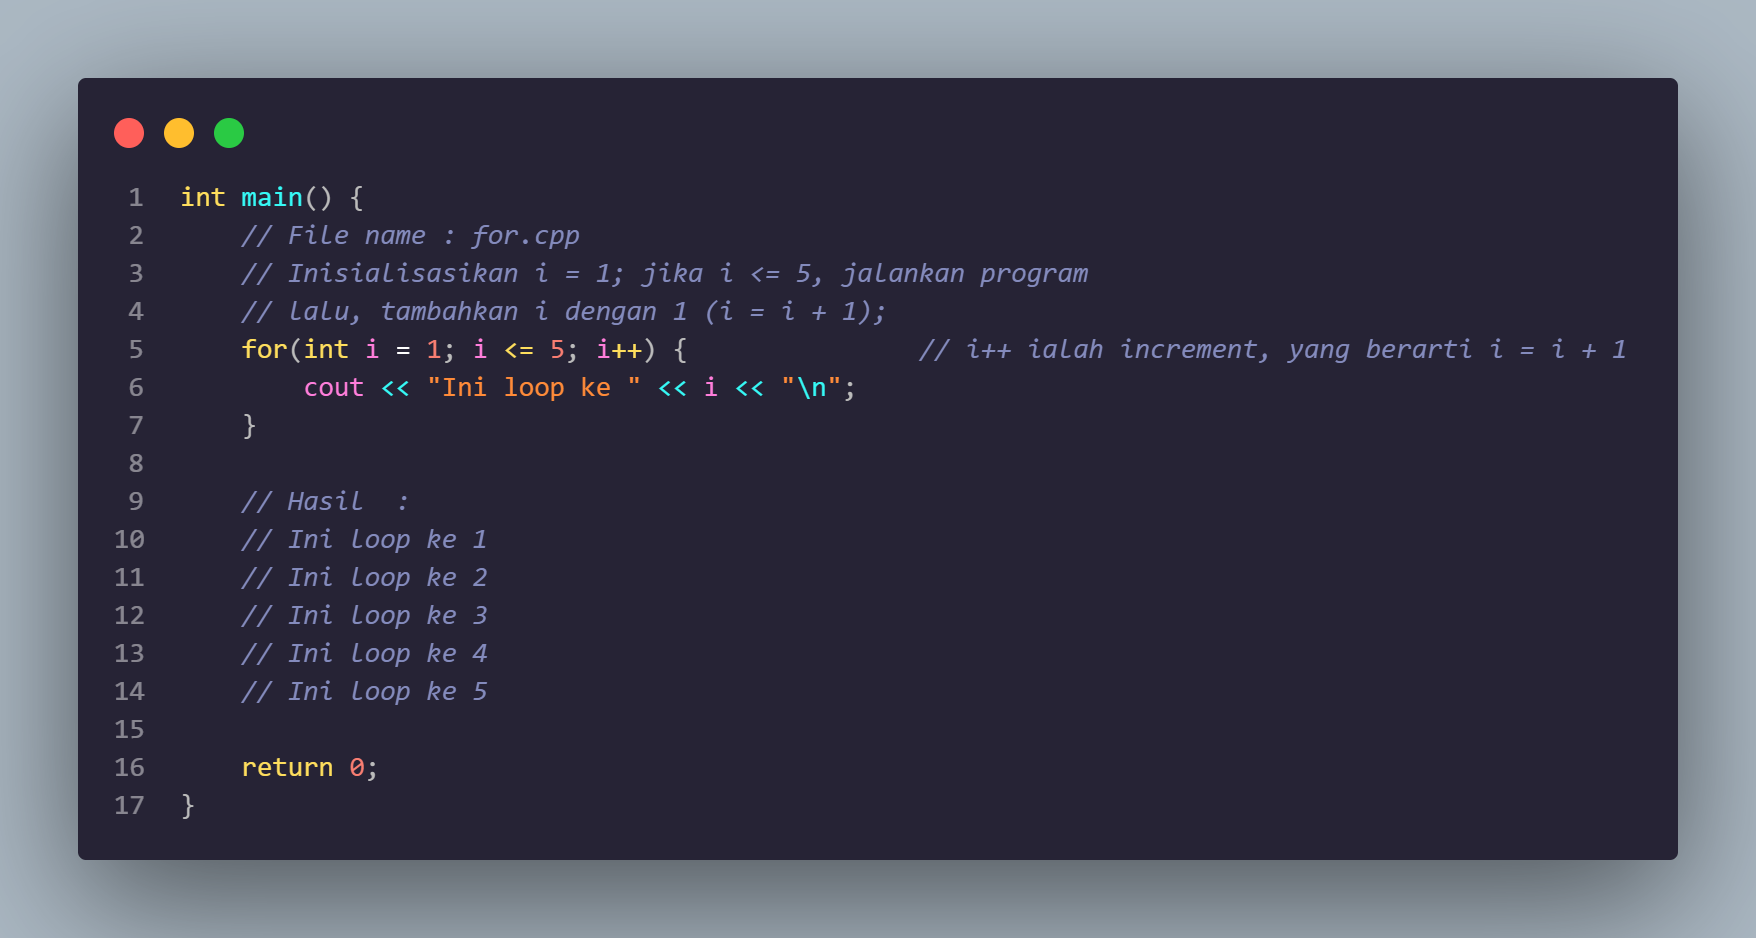 1 int main() {
2     // File name : for.cpp
3     // Inisialisasikan i = 1; jika i <= 5, jalankan program
4     // lalu, tambahkan i dengan 1 (i = i + 1);
5     for(int i = 1; i <= 5; i++) {               // i++ ialah increment, yang berarti i = i + 1
6         cout << "Ini loop ke " << i << "\n";
7     }
8
9     // Hasil  :
10     // Ini loop ke 1
11     // Ini loop ke 2
12     // Ini loop ke 3
13     // Ini loop ke 4
14     // Ini loop ke 5
15
16     return 0;
17 }